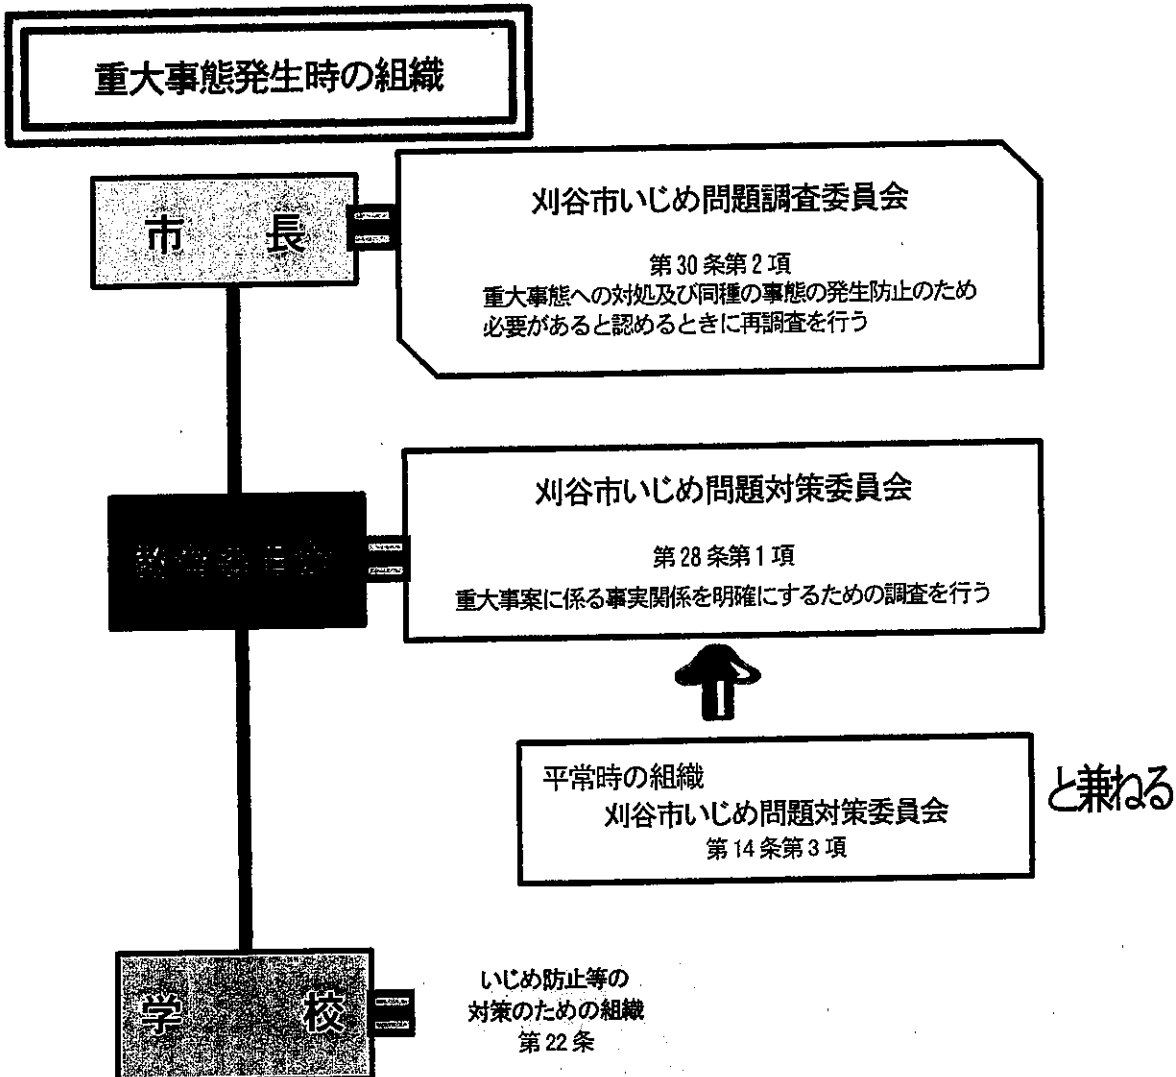 重大事態発生時の組織
市 長
刈谷市いじめ問題調査委員会
第30条第2項
重大事態への対処及び同種の事態の発生防止のため
必要があると認めるときに再調査を行う
教育委員会
刈谷市いじめ問題対策委員会
第28条第1項
重大事案に係る事実関係を明確にするための調査を行う
平常時の組織
刈谷市いじめ問題対策委員会
第14条第3項
と兼ねる
学 校
いじめ防止等の
対策のための組織
第22条